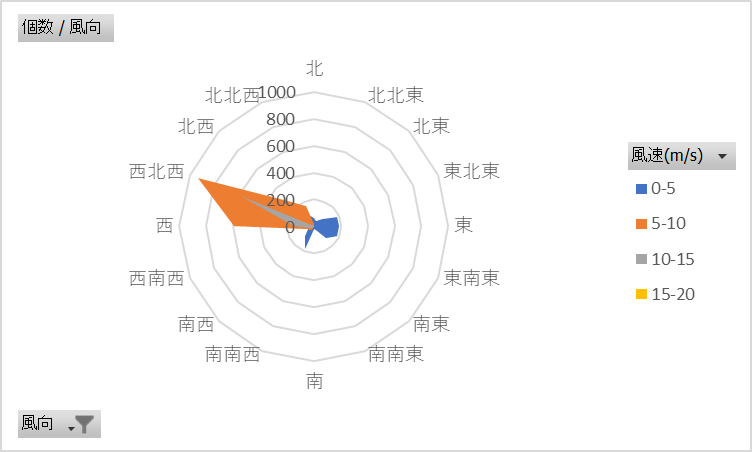 個数 / 風向
北
北北西
北北東
1000
北西
800
北東
600
西北西
400
東北東
200
西
0
東
西南西
東南東
南西
南東
南南西
南南東
南
風速(m/s)
0-5
5-10
10-15
15-20
風向